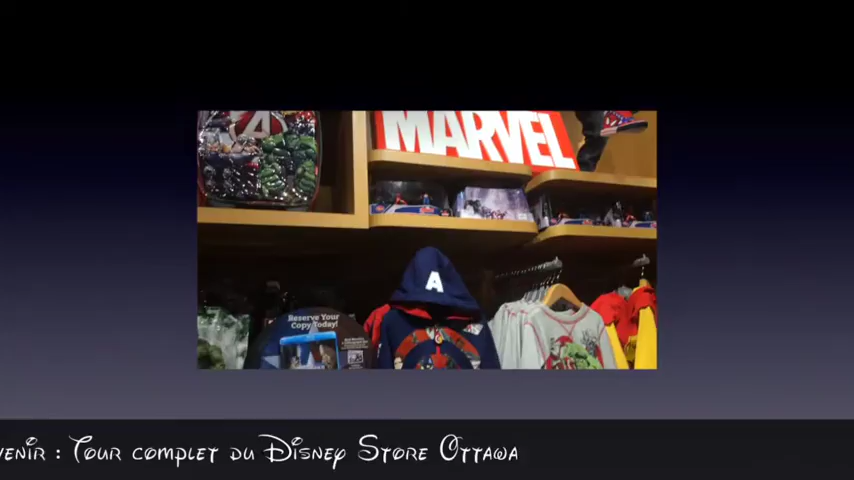 MARVEL
A
Reserve Your
Copy Today!
venir : Tour complet du Disney Store Ottawa